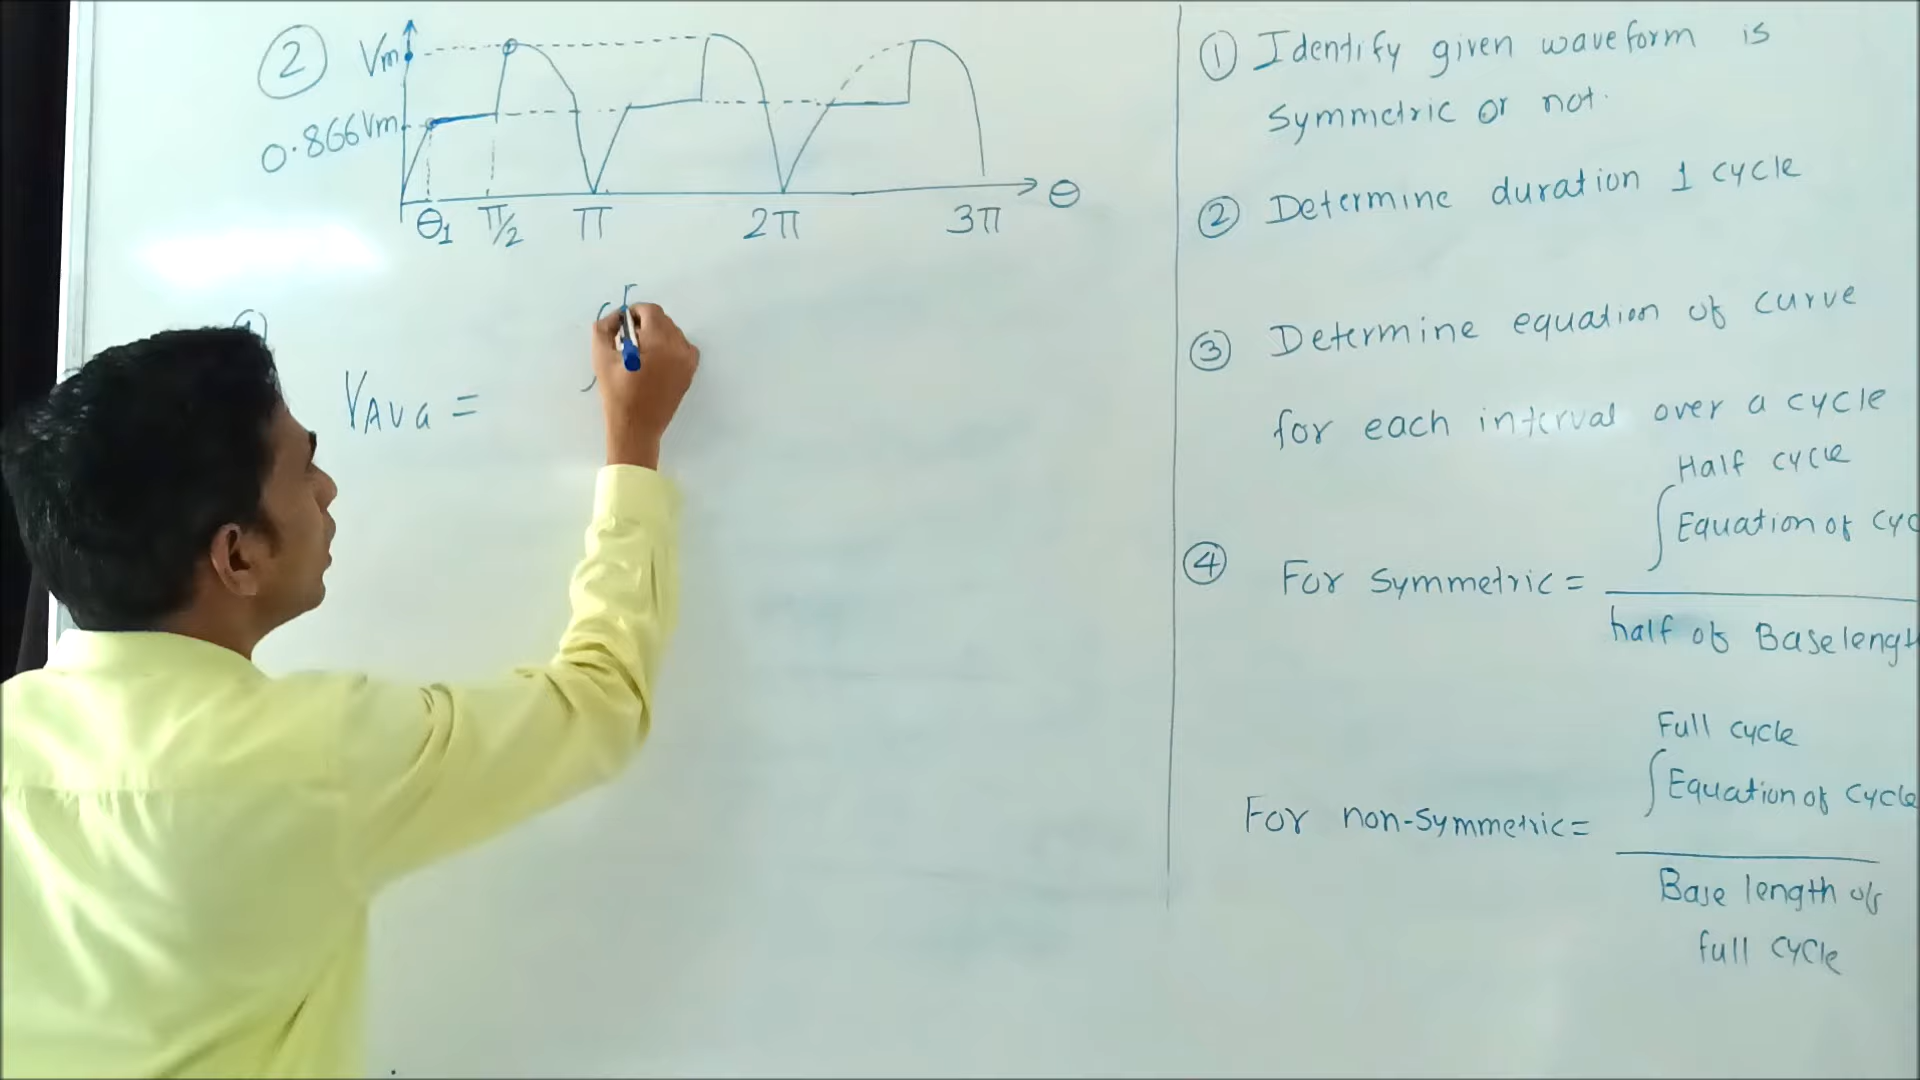 ②
Vm
0.866Vm
θ1 π/2 π 2π 3π θ
VAVG =
① Identify given waveform is
symmetric or not.
② Determine duration 1 cycle
③ Determine equation of curve
for each interval over a cycle
Half cycle
∫ Equation of cyc
④ For symmetric =
half of Baselengt
Full cycle
∫ Equation of cycle
For non-symmetric =
Base length of
full cycle